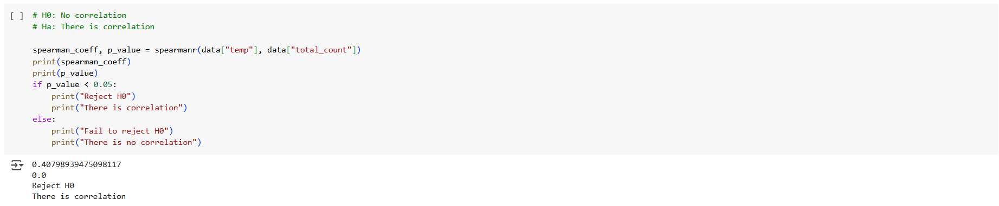 [ ] # H0: No correlation
# Ha: There is correlation
spearman_coeff, p_value = spearmanr(data["temp"], data["total_count"])
print(spearman_coeff)
print(p_value)
if p_value < 0.05:
    print("Reject H0")
    print("There is correlation")
else:
    print("Fail to reject H0")
    print("There is no correlation")
0.40798939475098117
0.0
Reject H0
There is correlation